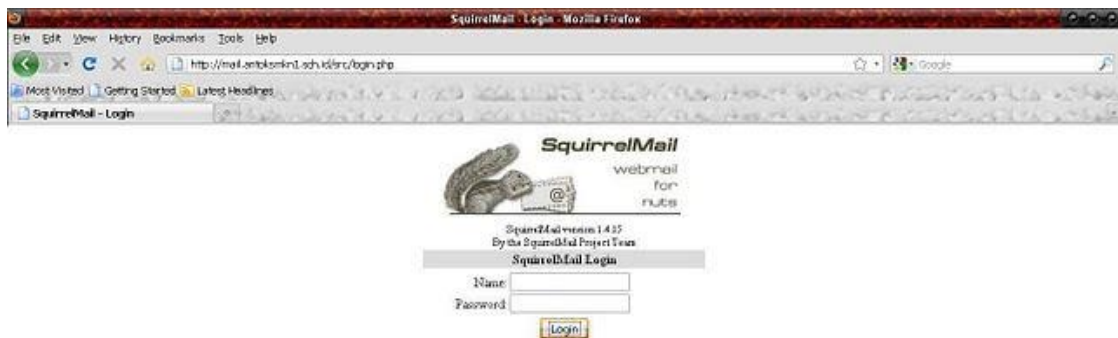 SquirrelMail - Login - Mozilla Firefox
File Edit View History Bookmarks Tools Help
http://mail.antoksmkn1.sch.id/src/login.php
Google
Most Visited Getting Started Latest Headlines
SquirrelMail - Login
SquirrelMail
webmail
for
nuts
@
SquirrelMail version 1.4.15
By the SquirrelMail Project Team
SquirrelMail Login
Name:
Password:
Login